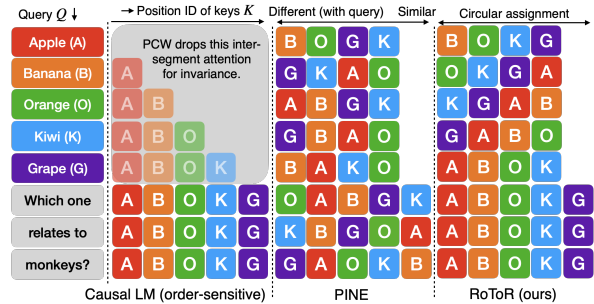 Query Q ↓ → Position ID of keys K Different (with query) Similar Circular assignment
Apple (A) B O G K B O K G
PCW drops this inter-
segment attention
for invariance.
Banana (B) A G K A O O K G A
Orange (O) A B A B G K K G A B
Kiwi (K) A B O G B A O G A B O
Grape (G) A B O K B A K O A B O K
Which one A B O K G O A B G K A B O K G
relates to A B O K G K B G O A A B O K G
monkeys? A B O K G G A O K B A B O K G
Causal LM (order-sensitive) PINE RoToR (ours)